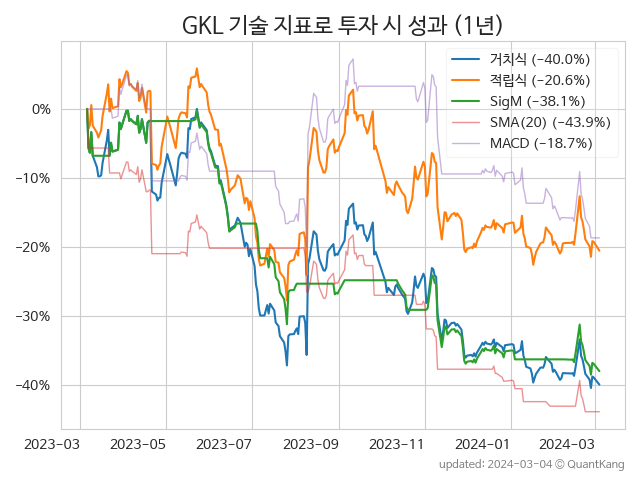 GKL 기술 지표로 투자 시 성과 (1년)
거치식 (−40.0%)
적립식 (−20.6%)
SigM (−38.1%)
SMA(20) (−43.9%)
MACD (−18.7%)
0%
−10%
−20%
−30%
−40%
2023-03 2023-05 2023-07 2023-09 2023-11 2024-01 2024-03
updated: 2024-03-04 © QuantKang